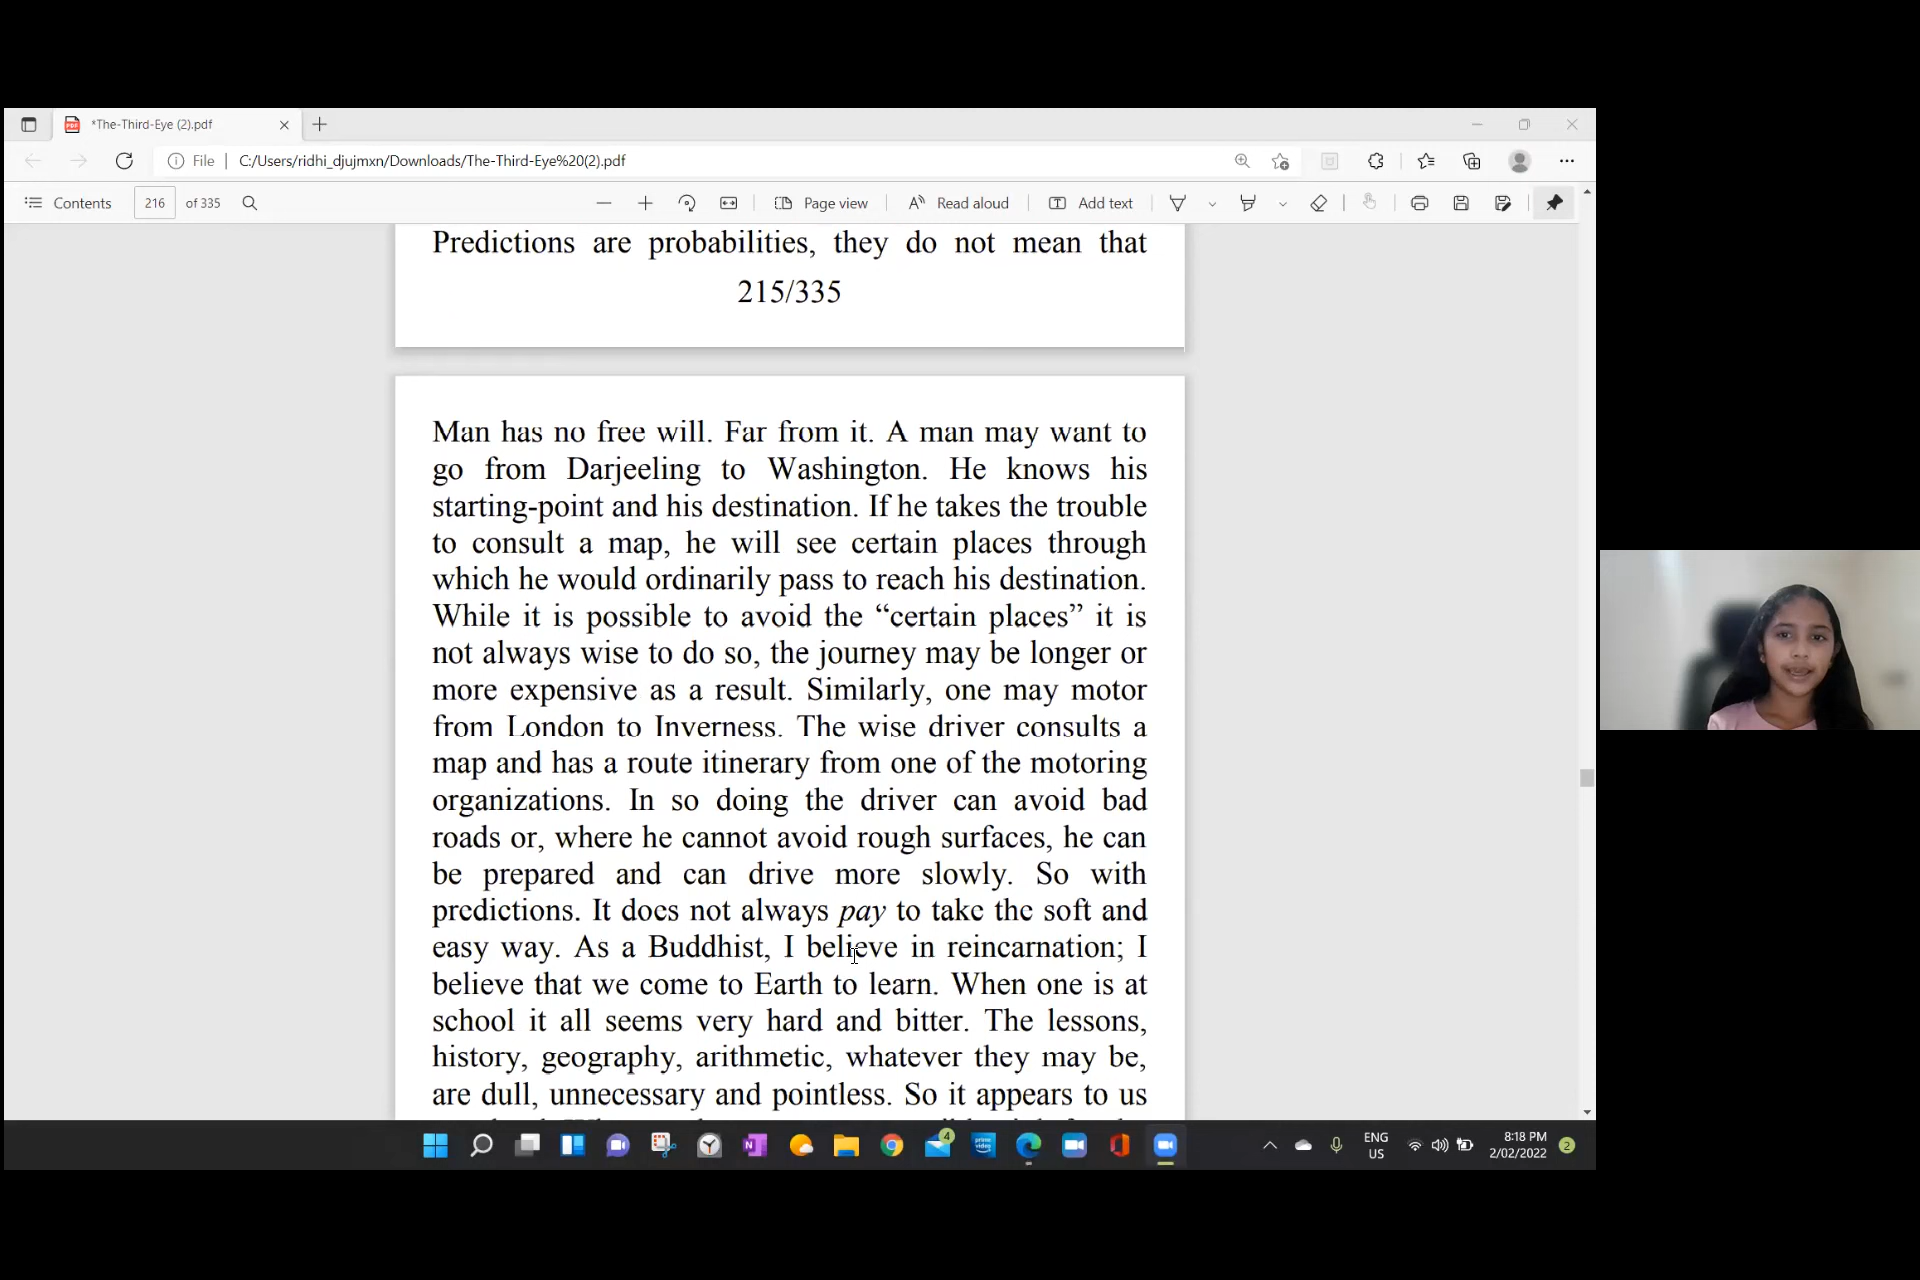 *The-Third-Eye (2).pdf
File | C:/Users/ridhi_djujmxn/Downloads/The-Third-Eye%20(2).pdf
Contents 216 of 335 Page view Read aloud Add text
Predictions are probabilities, they do not mean that
215/335
Man has no free will. Far from it. A man may want to
go from Darjeeling to Washington. He knows his
starting-point and his destination. If he takes the trouble
to consult a map, he will see certain places through
which he would ordinarily pass to reach his destination.
While it is possible to avoid the “certain places” it is
not always wise to do so, the journey may be longer or
more expensive as a result. Similarly, one may motor
from London to Inverness. The wise driver consults a
map and has a route itinerary from one of the motoring
organizations. In so doing the driver can avoid bad
roads or, where he cannot avoid rough surfaces, he can
be prepared and can drive more slowly. So with
predictions. It does not always pay to take the soft and
easy way. As a Buddhist, I believe in reincarnation; I
believe that we come to Earth to learn. When one is at
school it all seems very hard and bitter. The lessons,
history, geography, arithmetic, whatever they may be,
are dull, unnecessary and pointless. So it appears to us
4
prime video
ENG
US
8:18 PM
2/02/2022
2